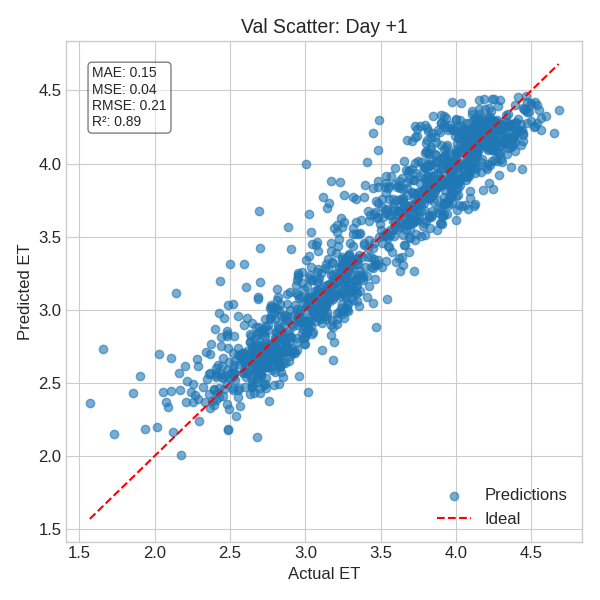 Val Scatter: Day +1
MAE: 0.15
MSE: 0.04
RMSE: 0.21
R²: 0.89
Predicted ET
4.5
4.0
3.5
3.0
2.5
2.0
1.5
Predictions
Ideal
1.5 2.0 2.5 3.0 3.5 4.0 4.5
Actual ET